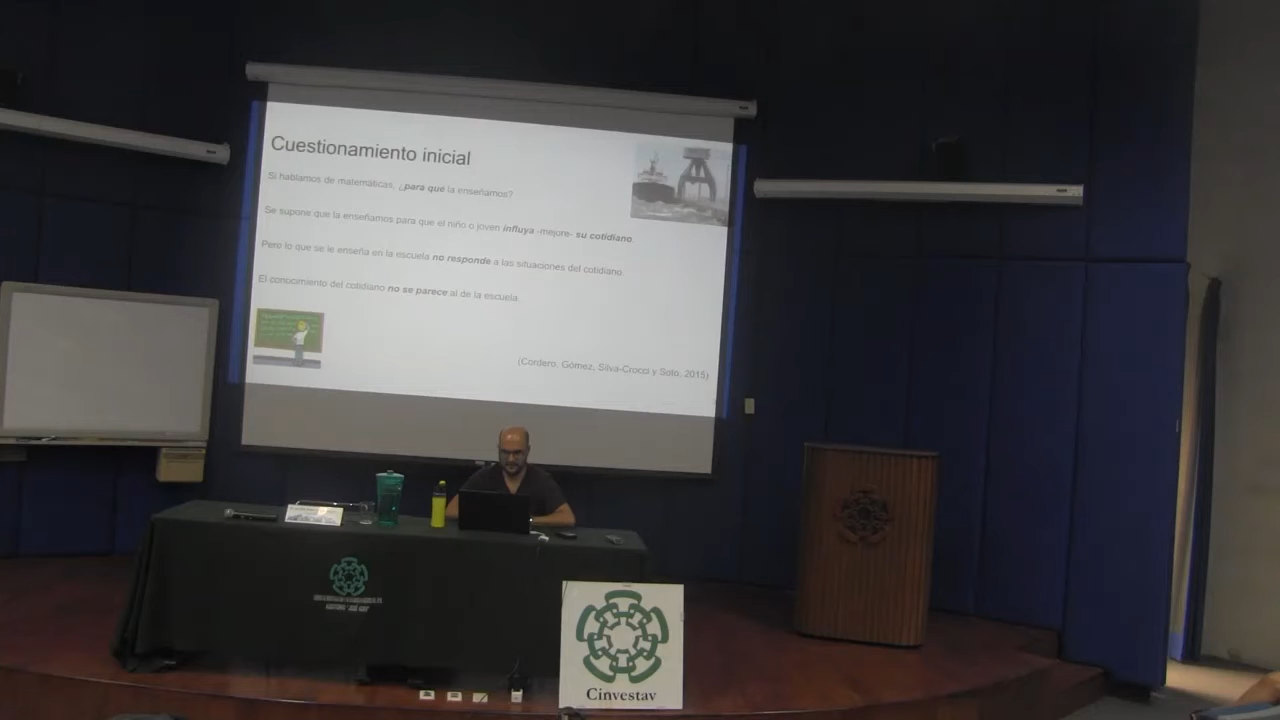 Cuestionamiento inicial
Si hablamos de matemáticas, ¿para qué la enseñamos?
Se supone que la enseñamos para que el niño o joven influya -mejore- su cotidiano.
Pero lo que se le enseña en la escuela no responde a las situaciones del cotidiano.
El conocimiento del cotidiano no se parece al de la escuela.
(Cordero, Gómez, Silva-Crocci y Soto, 2015)
Cinvestav